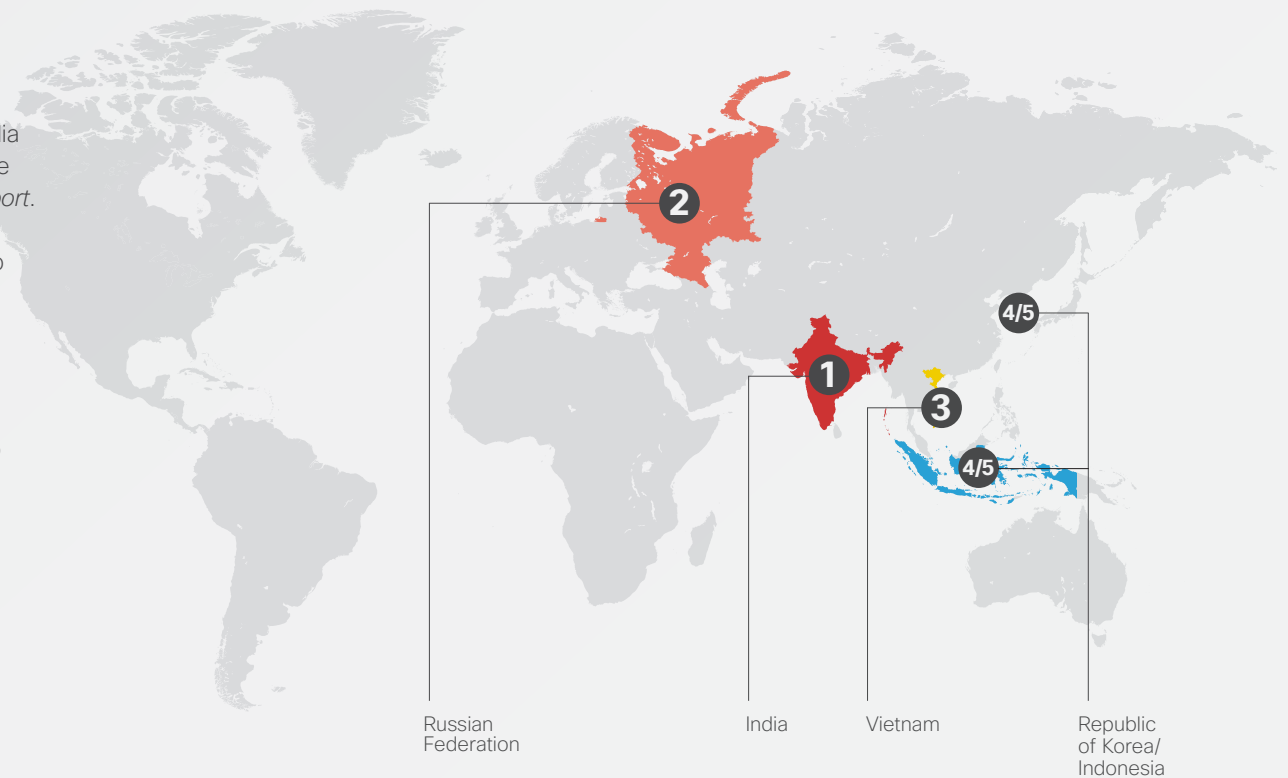 2
4/5
1
3
4/5
Russian
Federation
India
Vietnam
Republic
of Korea/
Indonesia